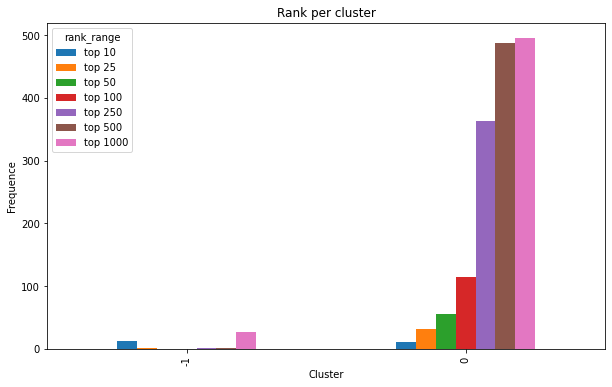 Rank per cluster
rank_range
top 10
top 25
top 50
top 100
top 250
top 500
top 1000
500
400
300
200
100
0
Frequence
-1
0
Cluster